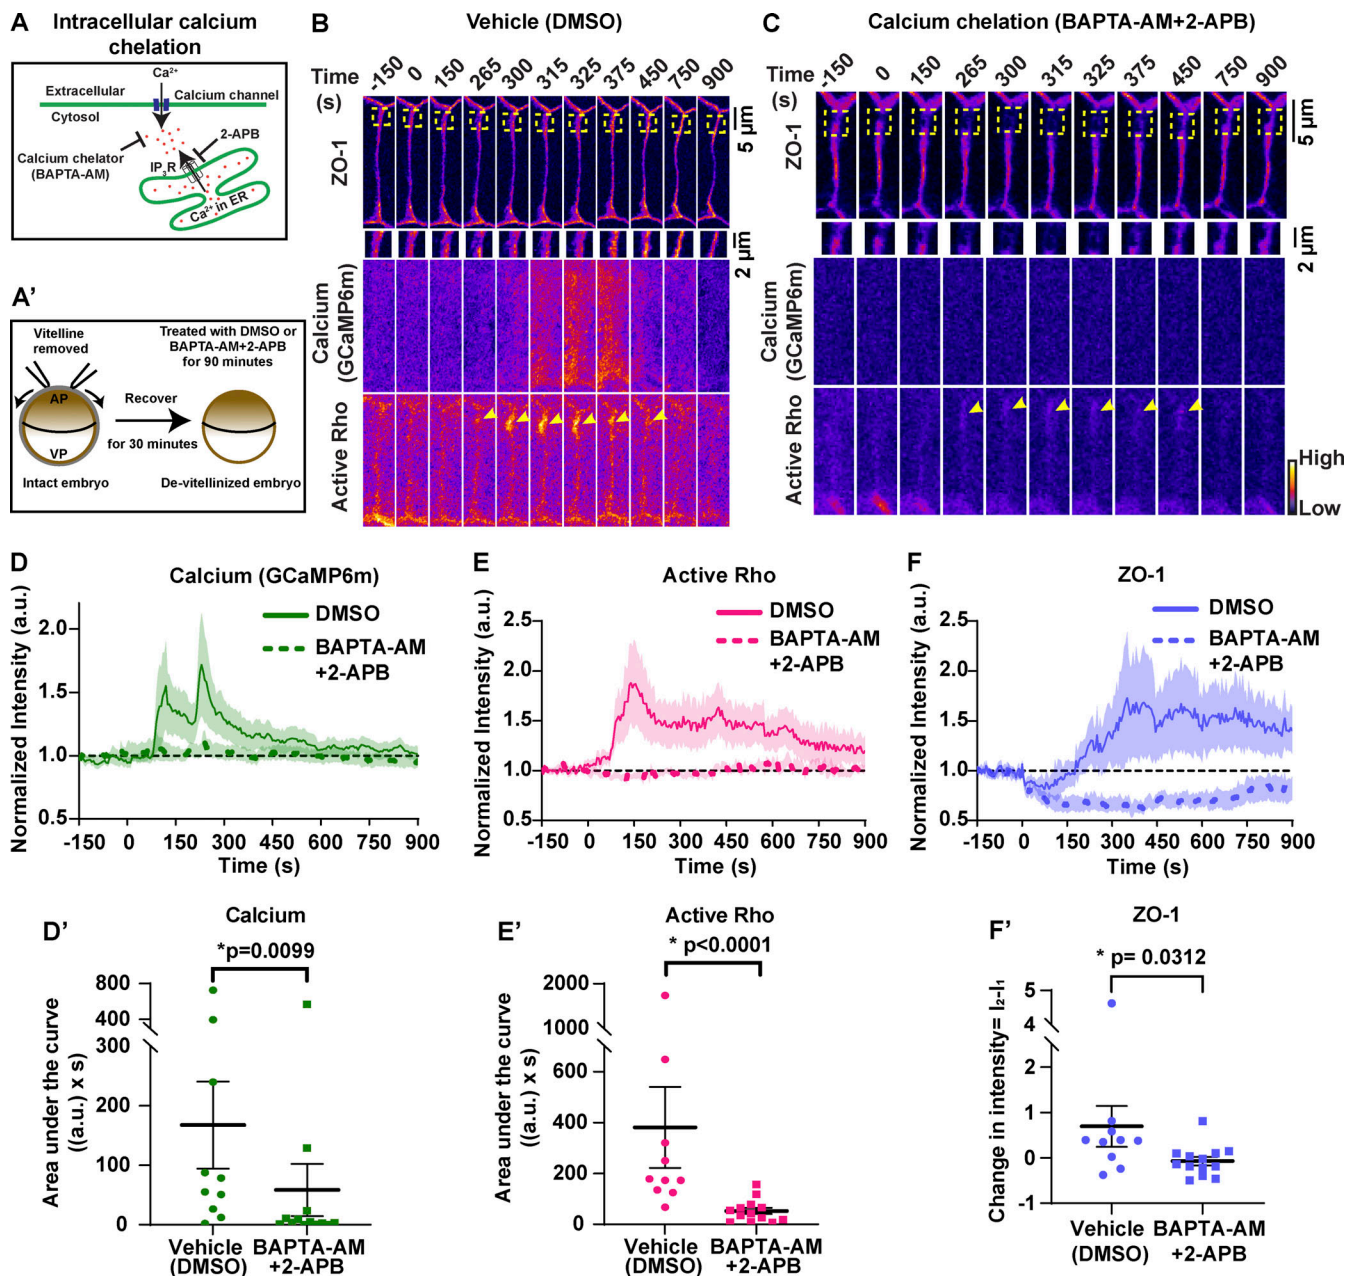 A
Intracellular calcium
chelation
Ca²⁺
Extracellular
Calcium channel
Cytosol
2-APB
Calcium chelator
(BAPTA-AM)
IP₃R
Ca²⁺ in ER
A'
Vitelline
removed
Treated with DMSO or
BAPTA-AM+2-APB
for 90 minutes
AP
Recover
for 30 minutes
VP
Intact embryo
De-vitellinized embryo
B
Vehicle (DMSO)
Time
(s)
-150 0 150 265 300 315 325 375 450 750 900
ZO-1
5 µm
2 µm
Calcium
(GCaMP6m)
Active Rho
C
Calcium chelation (BAPTA-AM+2-APB)
Time
(s)
-150 0 150 265 300 315 325 375 450 750 900
ZO-1
5 µm
2 µm
Calcium
(GCaMP6m)
Active Rho
High
Low
D
Calcium (GCaMP6m)
DMSO
BAPTA-AM
+2-APB
Normalized Intensity (a.u.)
2.0
1.5
1.0
0.5
-150 0 150 300 450 600 750 900
Time (s)
E
Active Rho
DMSO
BAPTA-AM
+2-APB
Normalized Intensity (a.u.)
2.5
2.0
1.5
1.0
0.5
-150 0 150 300 450 600 750 900
Time (s)
F
ZO-1
DMSO
BAPTA-AM
+2-APB
Normalized Intensity (a.u.)
2.5
2.0
1.5
1.0
0.5
-150 0 150 300 450 600 750 900
Time (s)
D'
Calcium
*p=0.0099
Area under the curve
((a.u.) x s)
800
400
300
200
100
0
Vehicle
(DMSO)
BAPTA-AM
+2-APB
E'
Active Rho
* p<0.0001
Area under the curve
((a.u.) x s)
2000
1000
600
400
200
0
Vehicle
(DMSO)
BAPTA-AM
+2-APB
F'
ZO-1
* p= 0.0312
Change in intensity= I₂-I₁
5
4
2
1
0
-1
Vehicle
(DMSO)
BAPTA-AM
+2-APB